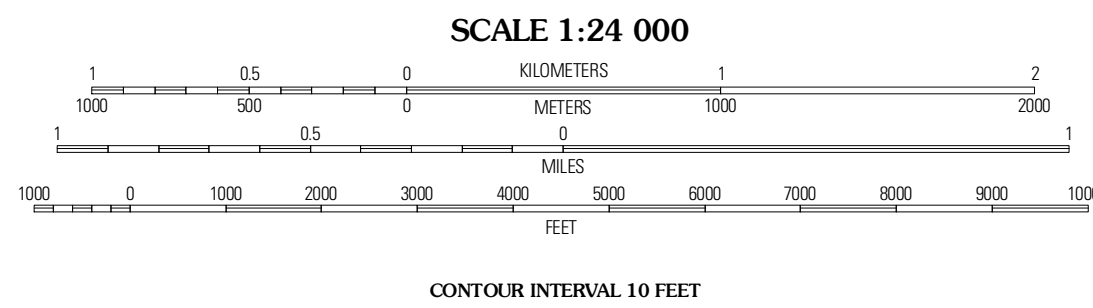 SCALE 1:24 000
1 0.5 0 KILOMETERS 1 2
1000 500 0 METERS 1000 2000
1 0.5 0 1
MILES
1000 0 1000 2000 3000 4000 5000 6000 7000 8000 9000 1000
FEET
CONTOUR INTERVAL 10 FEET